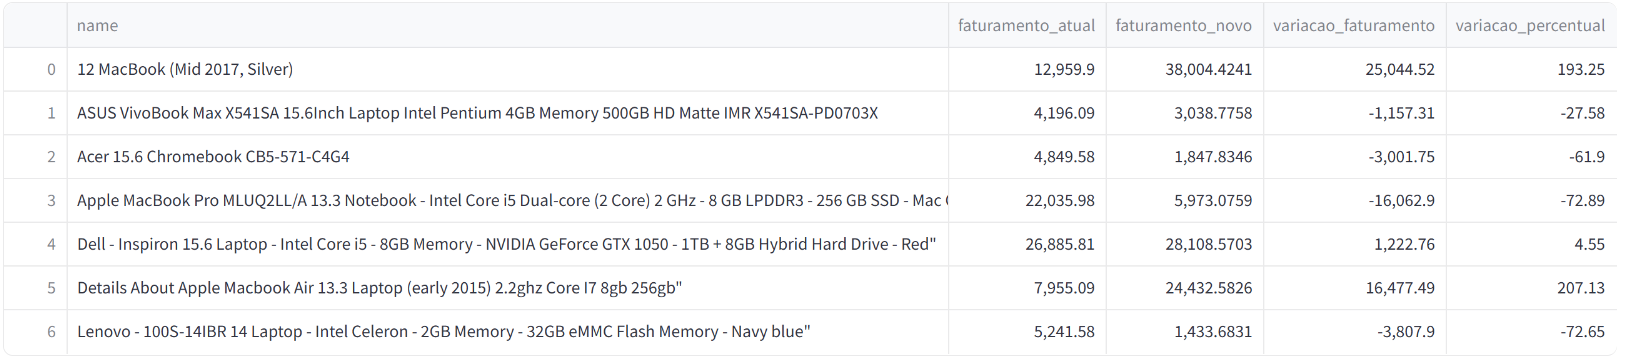 name faturamento_atual faturamento_novo variacao_faturamento variacao_percentual
0 12 MacBook (Mid 2017, Silver) 12,959.9 38,004.4241 25,044.52 193.25
1 ASUS VivoBook Max X541SA 15.6Inch Laptop Intel Pentium 4GB Memory 500GB HD Matte IMR X541SA-PD0703X 4,196.09 3,038.7758 -1,157.31 -27.58
2 Acer 15.6 Chromebook CB5-571-C4G4 4,849.58 1,847.8346 -3,001.75 -61.9
3 Apple MacBook Pro MLUQ2LL/A 13.3 Notebook - Intel Core i5 Dual-core (2 Core) 2 GHz - 8 GB LPDDR3 - 256 GB SSD - Mac 22,035.98 5,973.0759 -16,062.9 -72.89
4 Dell - Inspiron 15.6 Laptop - Intel Core i5 - 8GB Memory - NVIDIA GeForce GTX 1050 - 1TB + 8GB Hybrid Hard Drive - Red" 26,885.81 28,108.5703 1,222.76 4.55
5 Details About Apple Macbook Air 13.3 Laptop (early 2015) 2.2ghz Core I7 8gb 256gb" 7,955.09 24,432.5826 16,477.49 207.13
6 Lenovo - 100S-14IBR 14 Laptop - Intel Celeron - 2GB Memory - 32GB eMMC Flash Memory - Navy blue" 5,241.58 1,433.6831 -3,807.9 -72.65